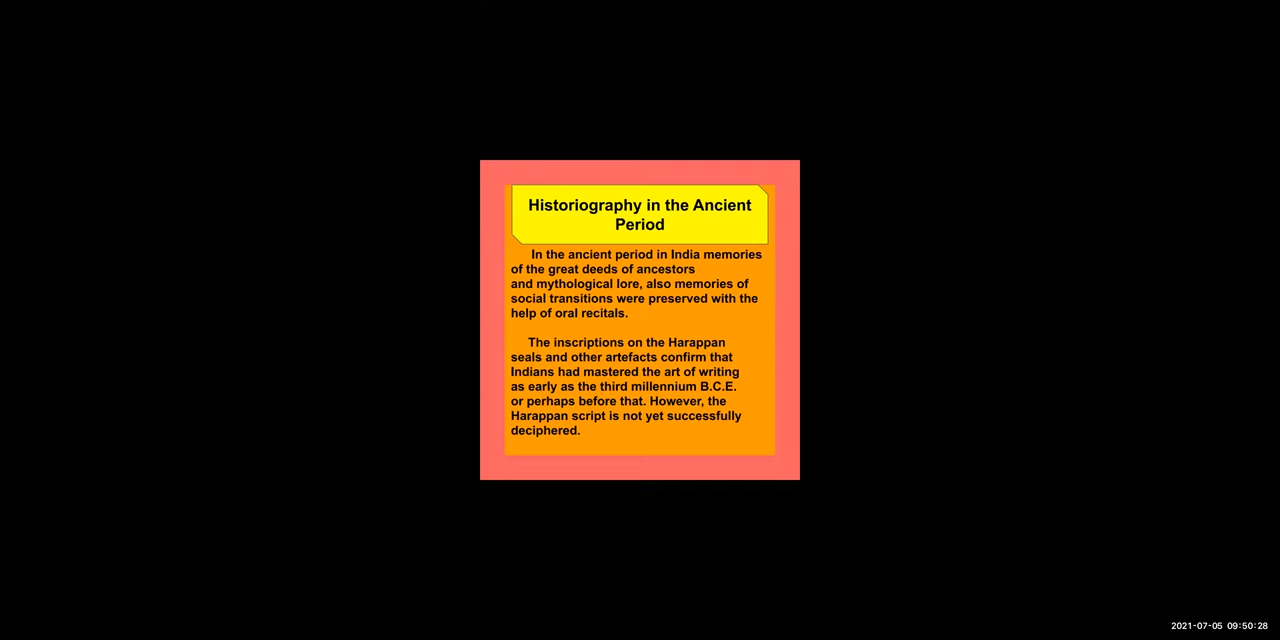 Historiography in the Ancient
Period
In the ancient period in India memories
of the great deeds of ancestors
and mythological lore, also memories of
social transitions were preserved with the
help of oral recitals.
The inscriptions on the Harappan
seals and other artefacts confirm that
Indians had mastered the art of writing
as early as the third millennium B.C.E.
or perhaps before that. However, the
Harappan script is not yet successfully
deciphered.
2021-07-05 09:50:28